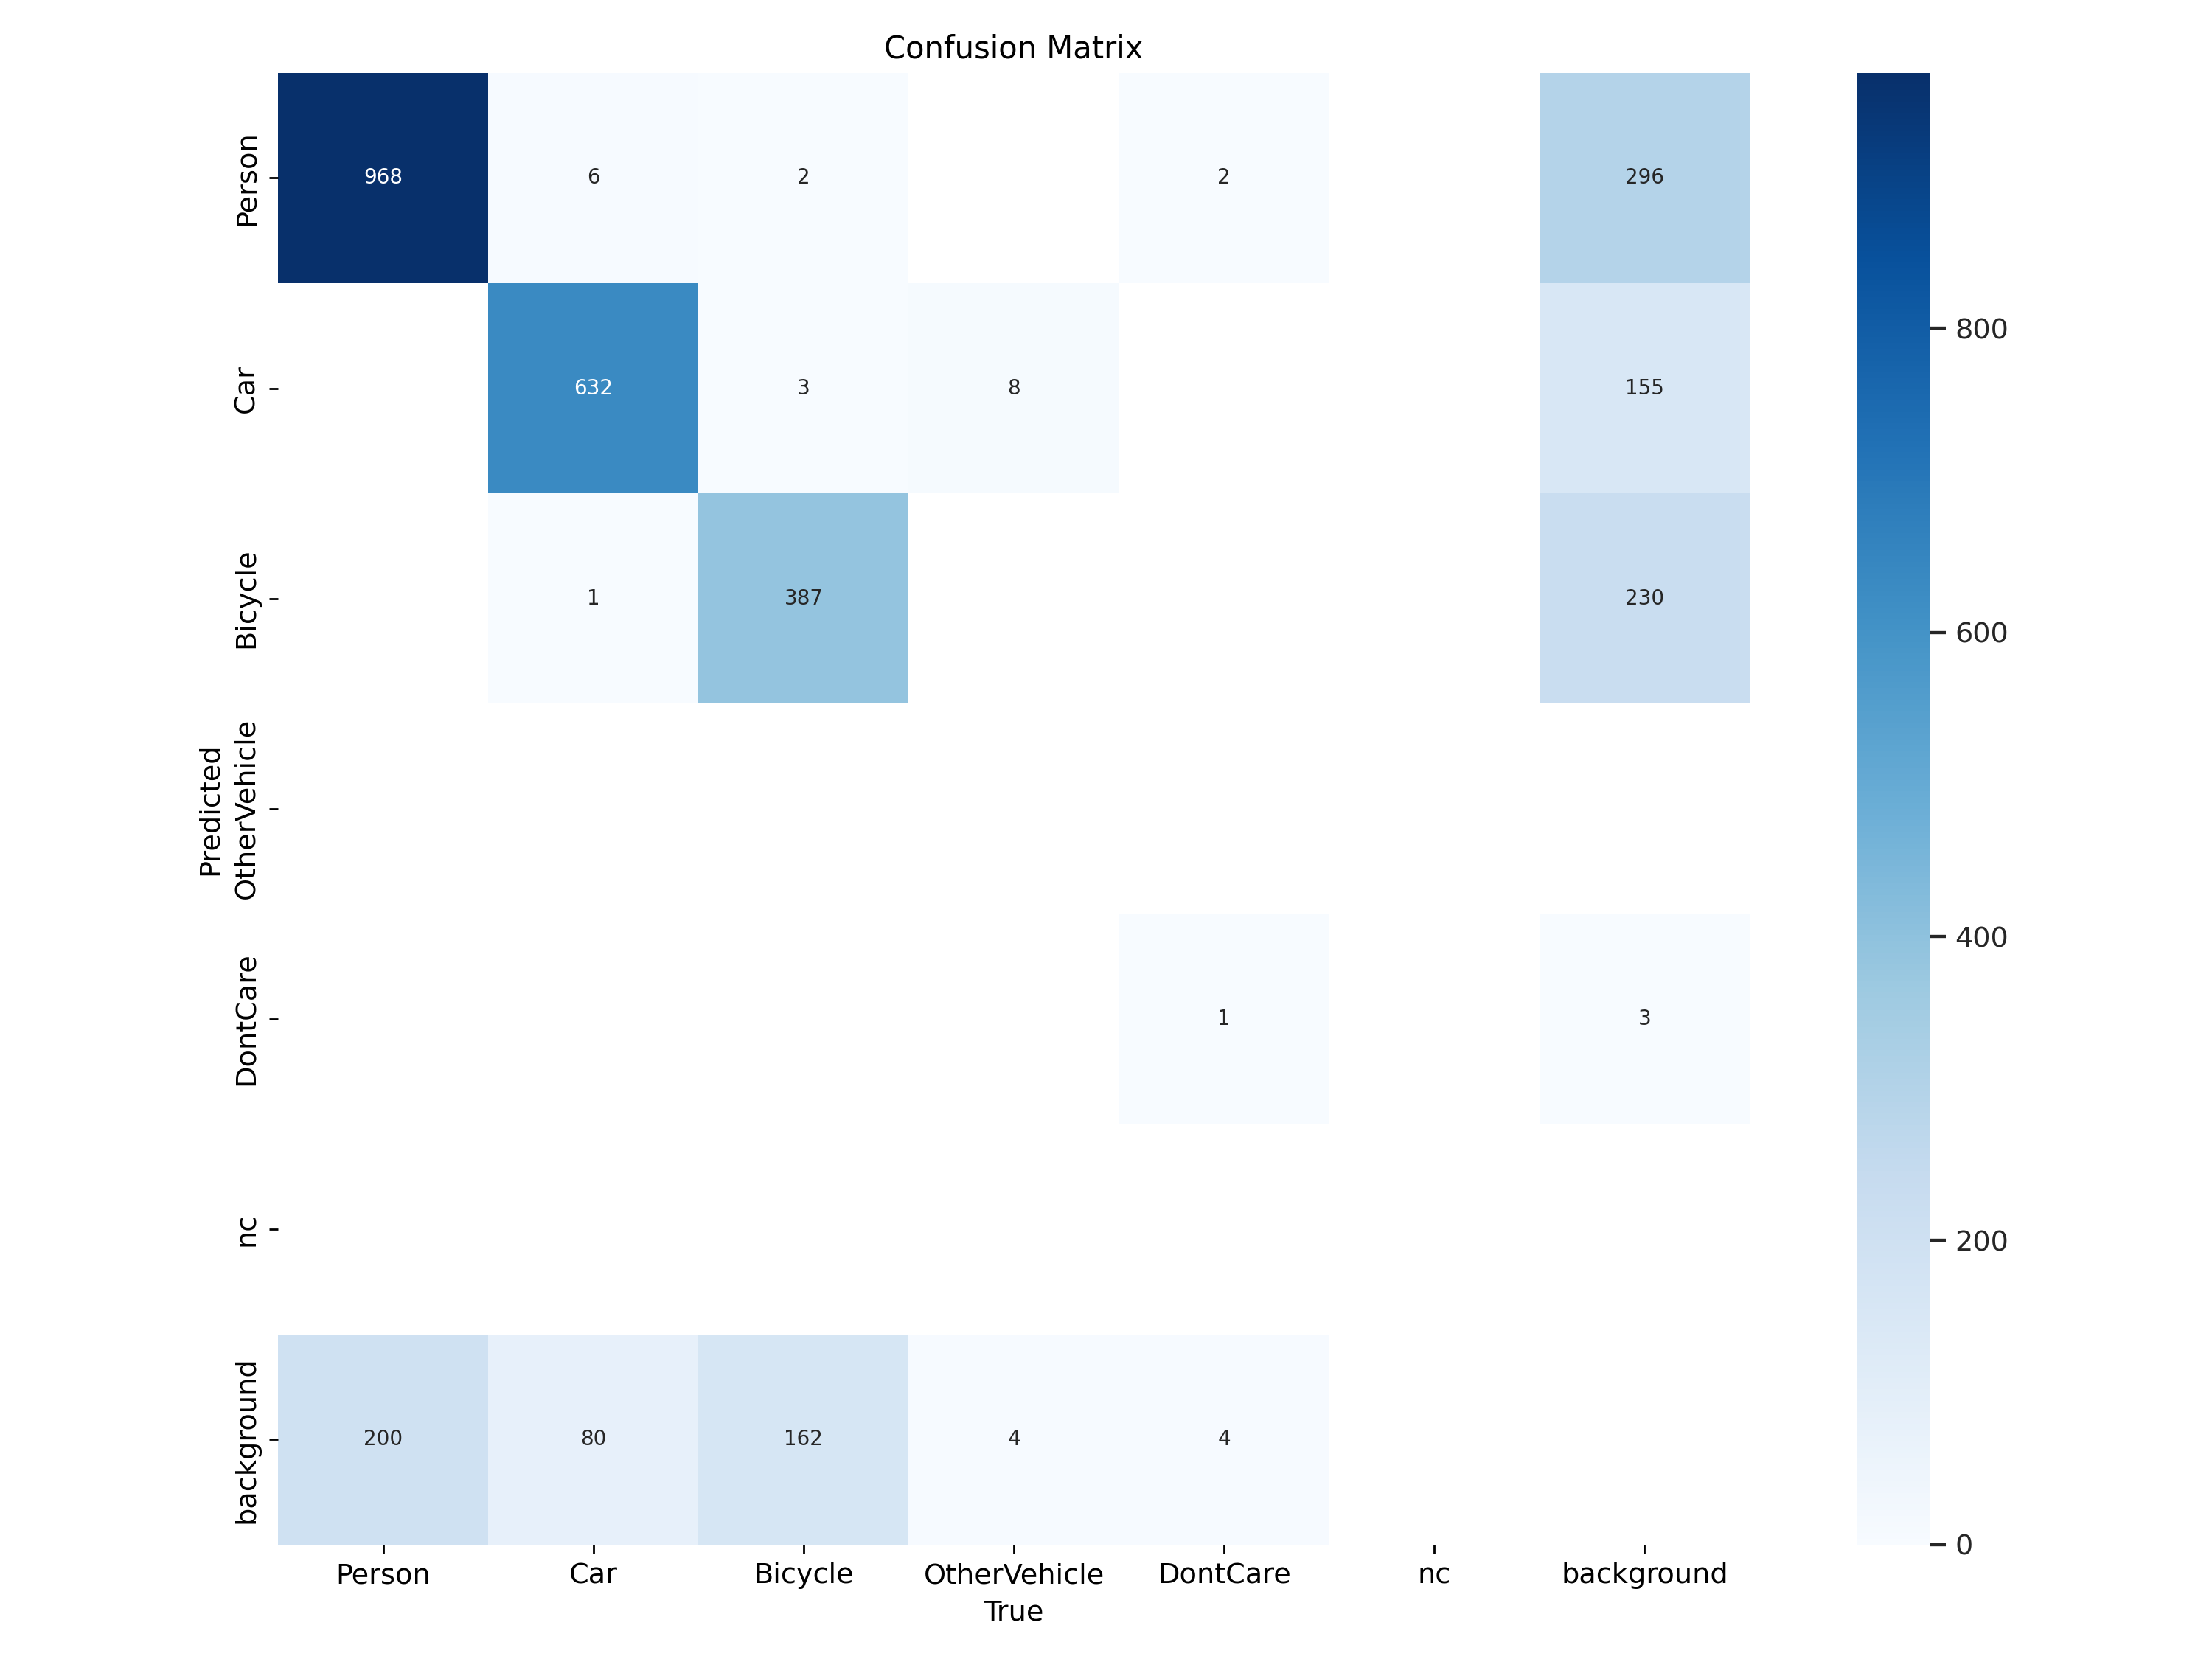 Confusion Matrix
Person
968
6
2
2
296
Car
632
3
8
155
800
Bicycle
1
387
230
600
Predicted
OtherVehicle
400
DontCare
1
3
nc
200
background
200
80
162
4
4
0
Person Car Bicycle OtherVehicle DontCare nc background
True